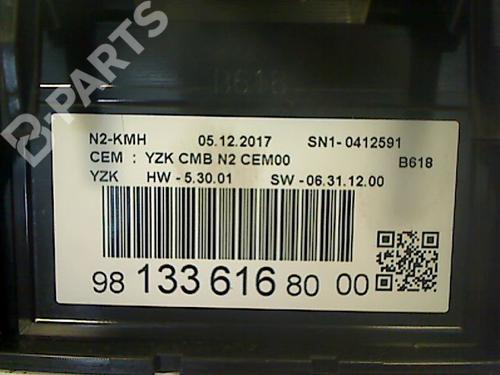 B-PARTS
B618
N2-KMH 05.12.2017 SN1- 0412591
CEM : YZK CMB N2 CEM00 B618
YZK HW - 5.30.01 SW - 06.31.12.00
98 133 616 80 00